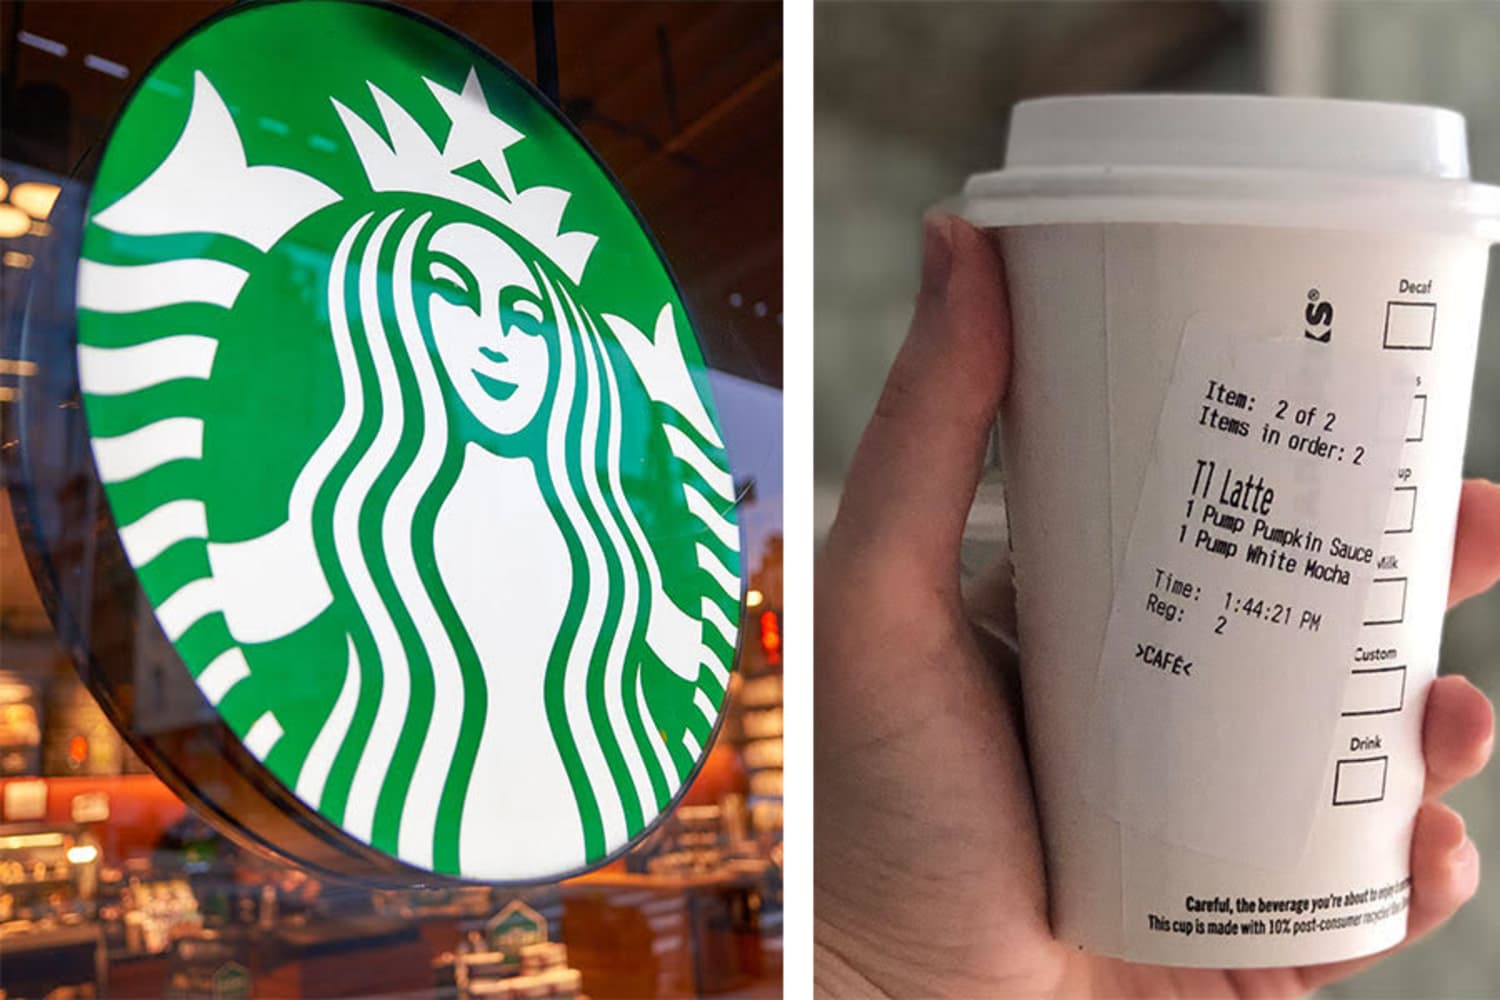 K'S®
Decaf
Item: 2 of 2
Items in order: 2
T1 Latte
1 Pump Pumpkin Sauce
1 Pump White Mocha
Time: 1:44:21 PM
Reg: 2
>CAFÉ<
s
up
Milk
Custom
Drink
Careful, the beverage you're about to enjoy
This cup is made with 10% post-consumer recycled